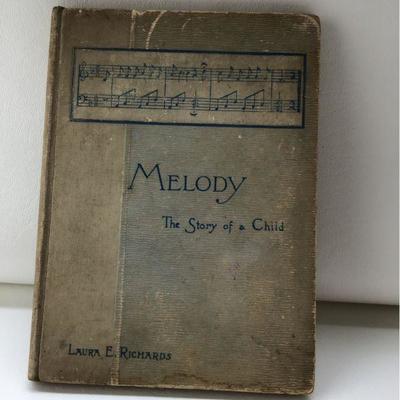 MELODY
The Story of a Child
LAURA E. RICHARDS